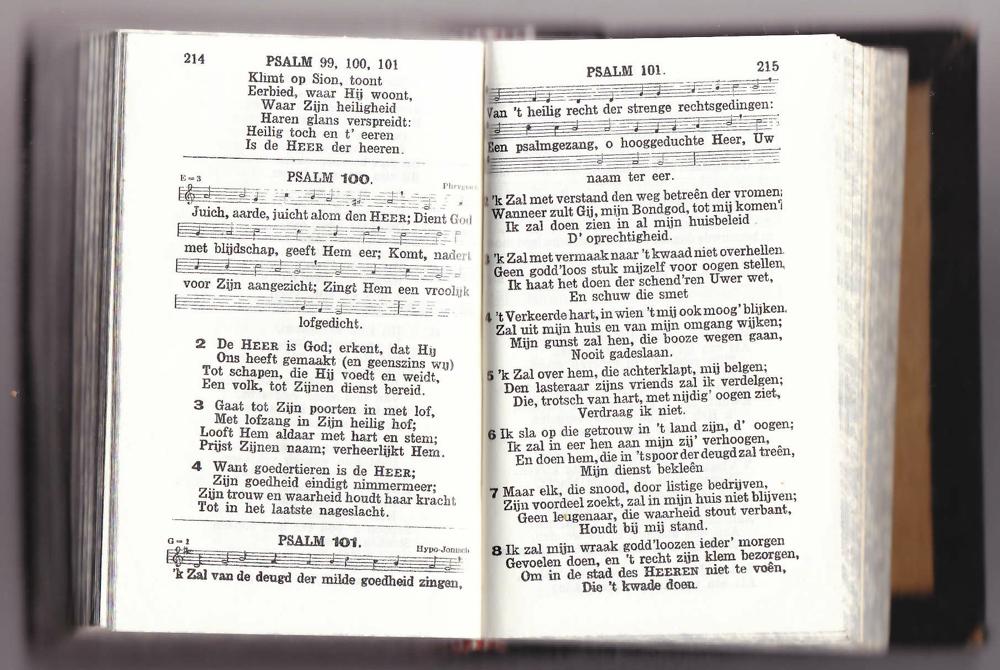 214
PSALM 99, 100, 101
Klimt op Sion, toont
Eerbied, waar Hij woont,
Waar Zijn heiligheid
Haren glans verspreidt:
Heilig toch en t' eeren
Is de HEER der heeren.
PSALM 100.
E=3
Juich, aarde, juicht alom den HEER; Dient God
met blijdschap, geeft Hem eer; Komt, nadert
voor Zijn aangezicht; Zingt Hem een vroolijk
lofgedicht.
2 De HEER is God; erkent, dat Hij
Ons heeft gemaakt (en geenszins wij)
Tot schapen, die Hij voedt en weidt,
Een volk, tot Zijnen dienst bereid.
3 Gaat tot Zijn poorten in met lof,
Met lofzang in Zijn heilig hof;
Looft Hem aldaar met hart en stem;
Prijst Zijnen naam; verheerlijkt Hem.
4 Want goedertieren is de HEER;
Zijn goedheid eindigt nimmermeer;
Zijn trouw en waarheid houdt haar kracht
Tot in het laatste nageslacht.
PSALM 101.
'k Zal van de deugd der milde goedheid zingen,
PSALM 101.
215
Van 't heilig recht der strenge rechtsgedingen:
Een psalmgezang, o hooggeduchte Heer, Uw
naam ter eer.
'k Zal met verstand den weg betreên der vromen;
Wanneer zult Gij, mijn Bondgod, tot mij komen?
Ik zal doen zien in al mijn huisbeleid
D' oprechtigheid.
'k Zal met vermaak naar 't kwaad niet overhellen.
Geen godd'loos stuk mijzelf voor oogen stellen,
Ik haat het doen der schend'ren Uwer wet,
En schuw die smet
4 't Verkeerde hart, in wien 't mij ook moog' blijken.
Zal uit mijn huis en van mijn omgang wijken;
Mijn gunst zal hen, die booze wegen gaan,
Nooit gadeslaan.
5 'k Zal over hem, die achterklapt, mij belgen;
Den lasteraar zijns vriends zal ik verdelgen;
Die, trotsch van hart, met nijdig' oogen ziet,
Verdraag ik niet.
6 Ik sla op die getrouw in 't land zijn, d' oogen;
Ik zal in eer hen aan mijn zij' verhoogen,
En doen hem, die in 't spoor der deugd zal treên,
Mijn dienst bekleên
7 Maar elk, die snood, door listige bedrijven,
Zijn voordeel zoekt, zal in mijn huis niet blijven;
Geen leugenaar, die waarheid stout verbant,
Houdt bij mij stand.
8 Ik zal mijn wraak godd'loozen ieder' morgen
Gevoelen doen, en 't recht zijn klem bezorgen,
Om in de stad des HEEREN niet te voên,
Die 't kwade doen.